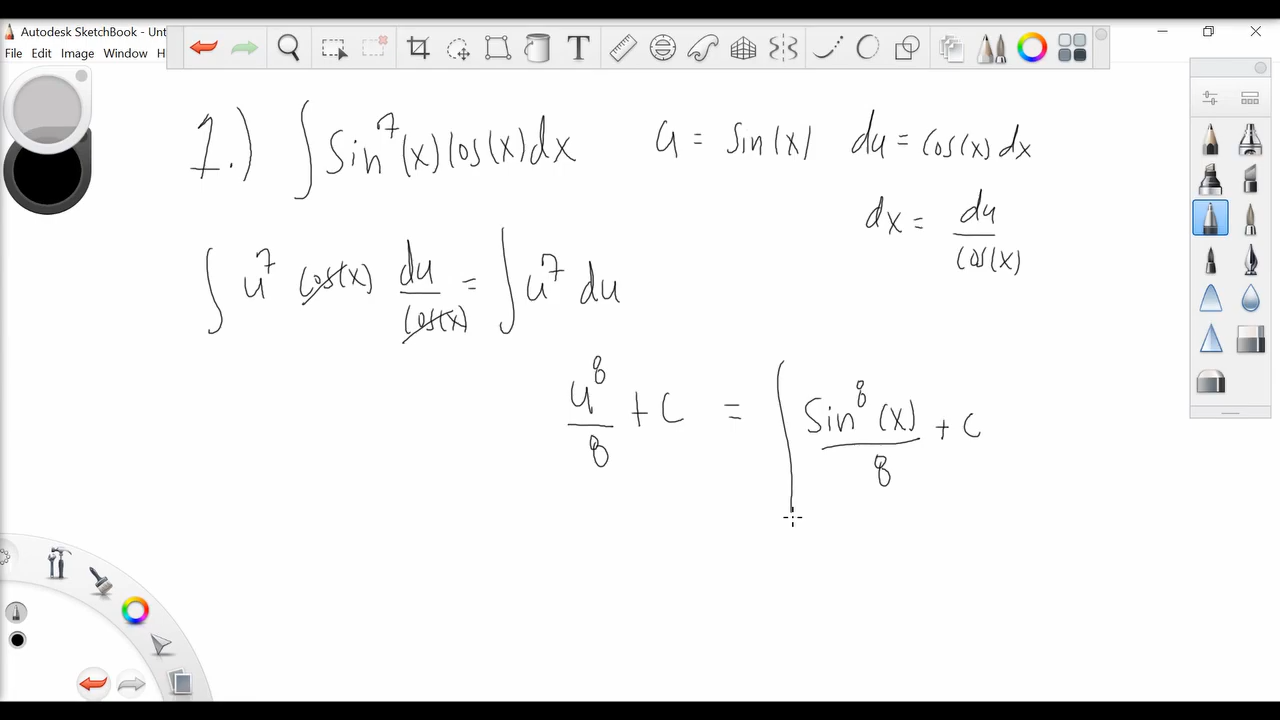 Autodesk SketchBook - Unt
File Edit Image Window H
T
1.) ∫ Sin⁷(x) cos(x) dx u = sin(x) du = cos(x) dx
dx = du/cos(x)
∫ u⁷ cos(x) du/cos(x) = ∫ u⁷ du
u⁸/8 + C = Sin⁸(x)/8 + C